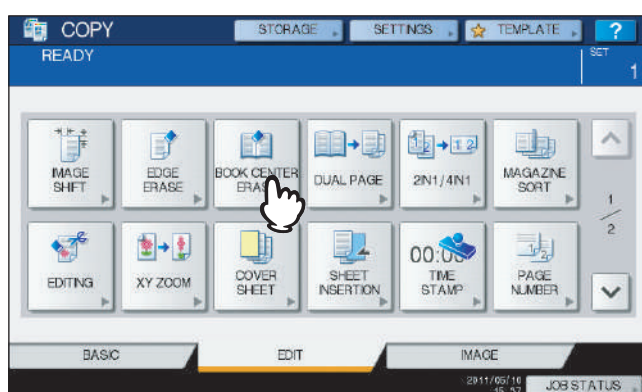 COPY
STORAGE
SETTINGS
TEMPLATE
?
READY
SET
1
IMAGE
SHIFT
EDGE
ERASE
BOOK CENTER
ERASE
DUAL PAGE
2IN1/4IN1
MAGAZINE
SORT
1
2
EDITING
XY ZOOM
COVER
SHEET
SHEET
INSERTION
TIME
STAMP
PAGE
NUMBER
BASIC
EDIT
IMAGE
2011/05/10
JOB STATUS